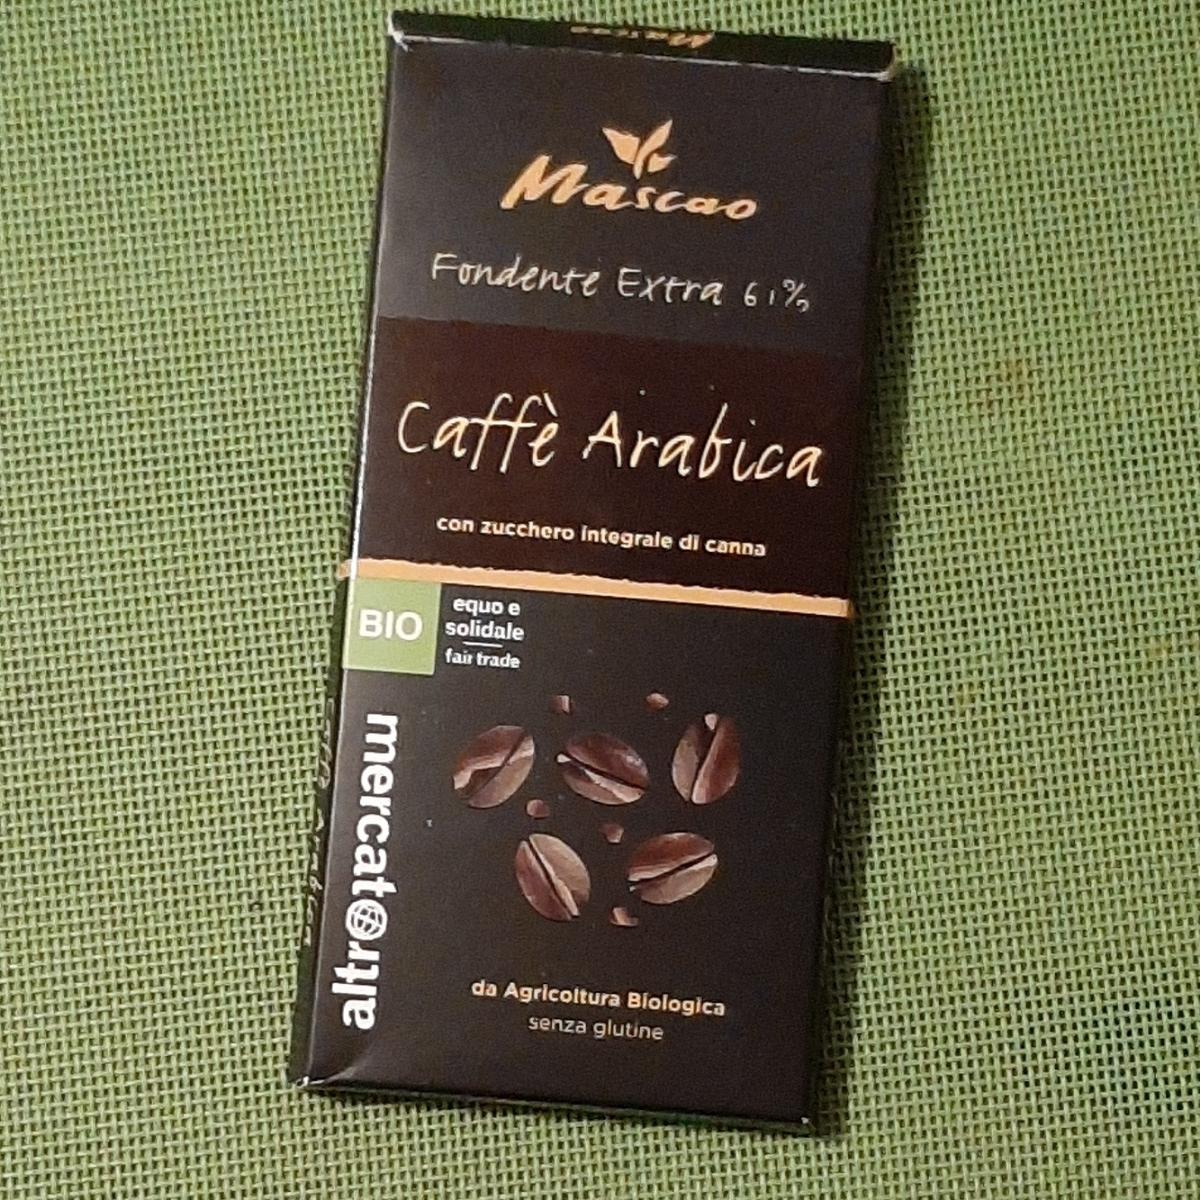 Mascao
Mascao
Fondente Extra 61%
Caffè Arabica
con zucchero integrale di canna
BIO
equo e
solidale
fair trade
altromercato
da Agricoltura Biologica
senza glutine